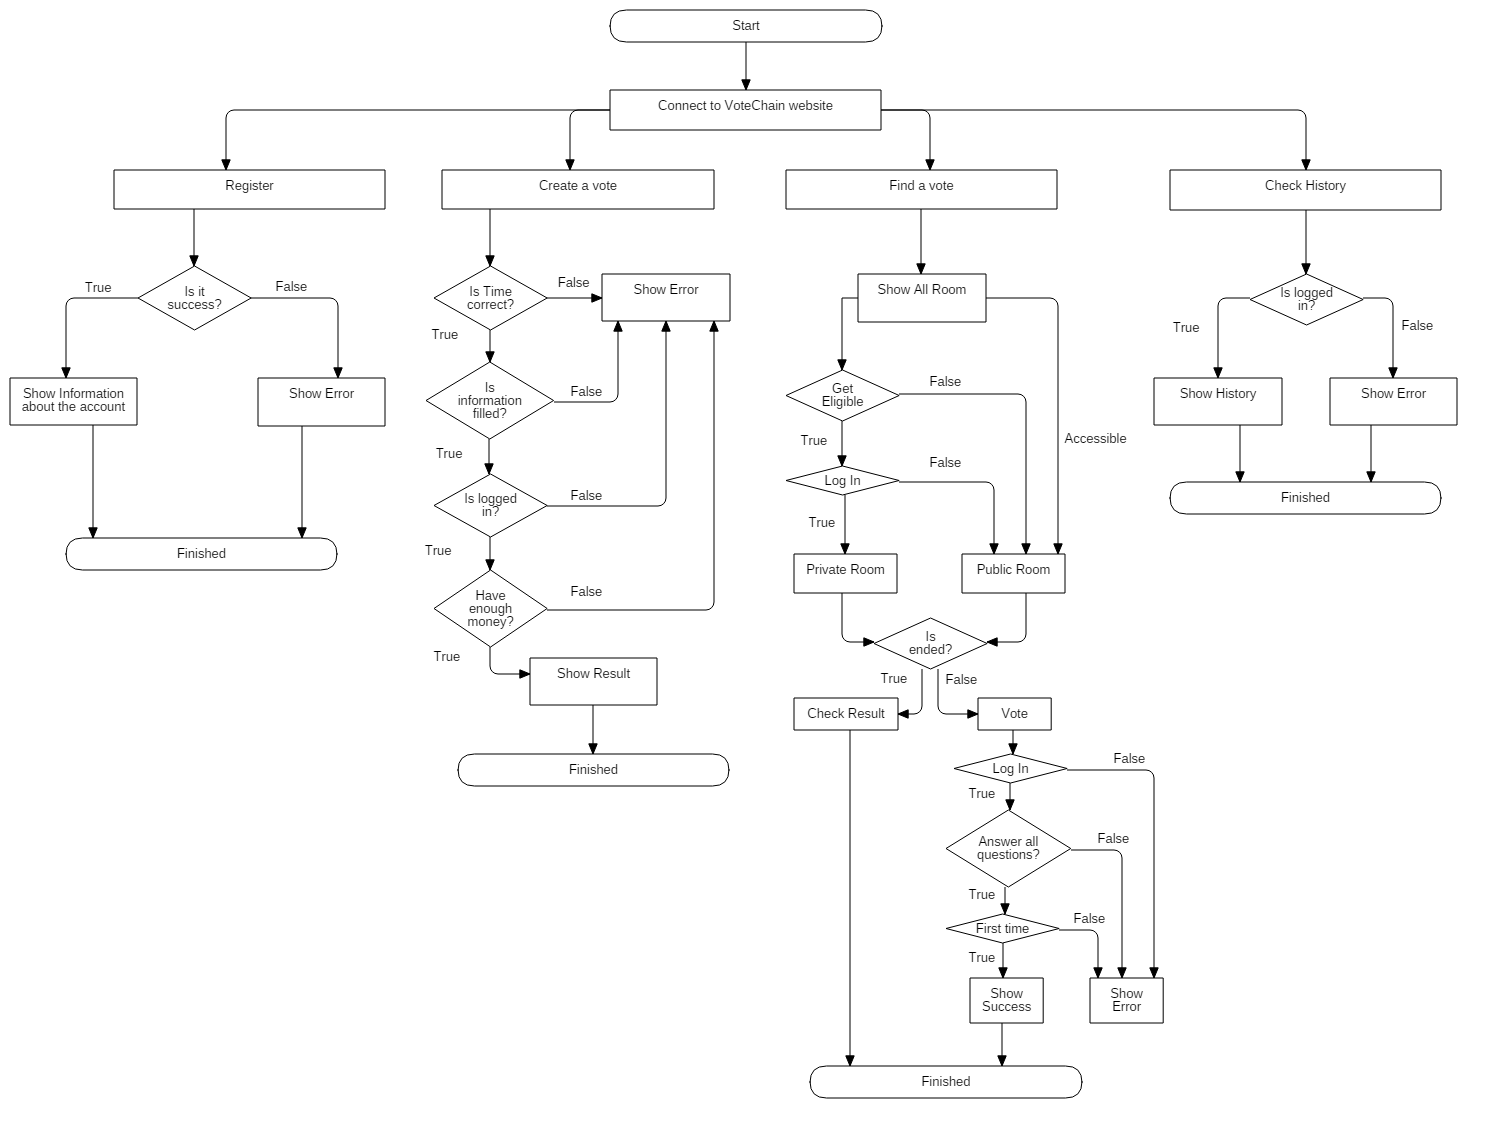 Start
Connect to VoteChain website
Register
Create a vote
Find a vote
Check History
Is it
success?
True
False
Show Information
about the account
Show Error
Finished
Is Time
correct?
False
Show Error
True
Is
information
filled?
False
True
Is logged
in?
False
True
Have
enough
money?
False
True
Show Result
Finished
Show All Room
Get
Eligible
False
Accessible
True
Log In
False
True
Private Room
Public Room
Is
ended?
True
False
Check Result
Vote
Log In
False
True
Answer all
questions?
False
True
First time
False
True
Show
Success
Show
Error
Finished
Is logged
in?
True
False
Show History
Show Error
Finished